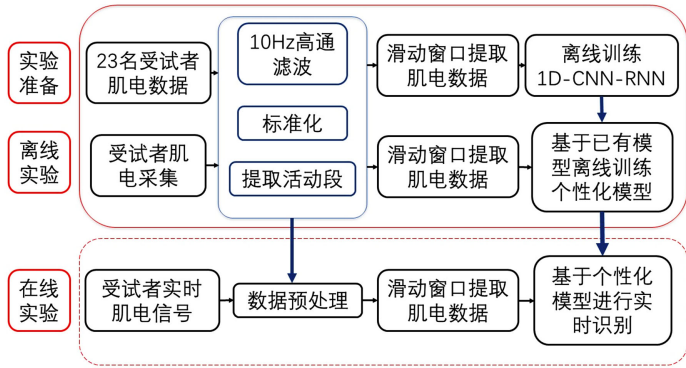 实验
准备
23名受试者
肌电数据
10Hz高通
滤波
标准化
提取活动段
滑动窗口提取
肌电数据
离线训练
1D-CNN-RNN
离线
实验
受试者肌
电采集
滑动窗口提取
肌电数据
基于已有模
型离线训练
个性化模型
在线
实验
受试者实时
肌电信号
数据预处理
滑动窗口提取
肌电数据
基于个性化
模型进行实
时识别